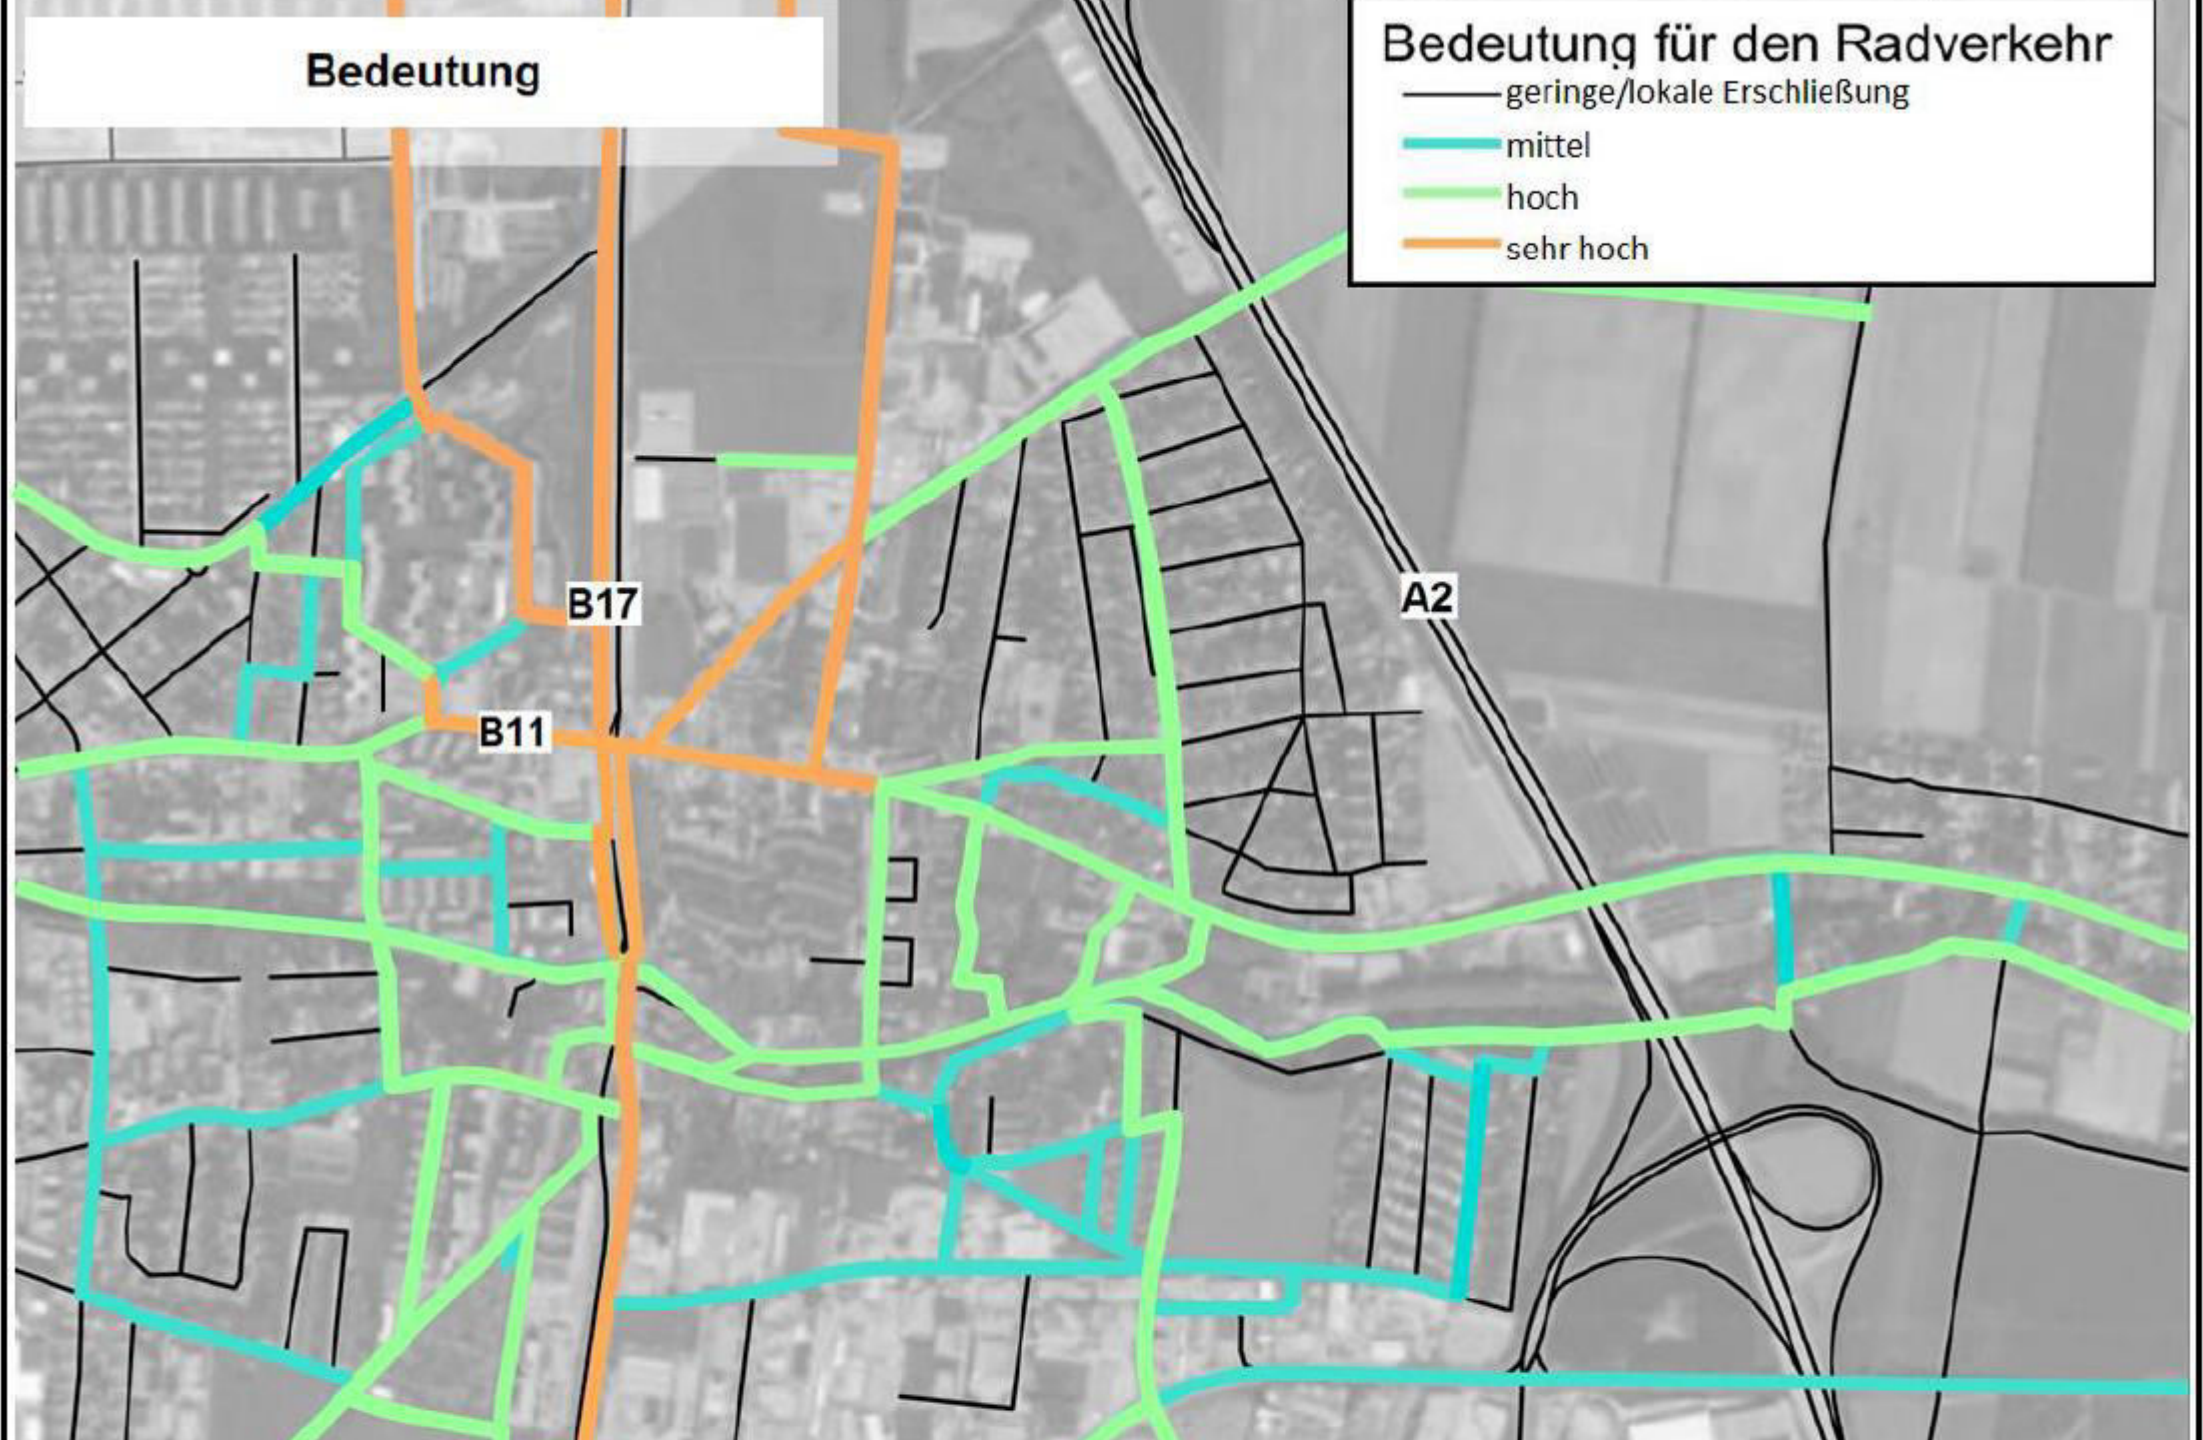 Bedeutung
Bedeutung für den Radverkehr
geringe/lokale Erschließung
mittel
hoch
sehr hoch
B17
A2
B11